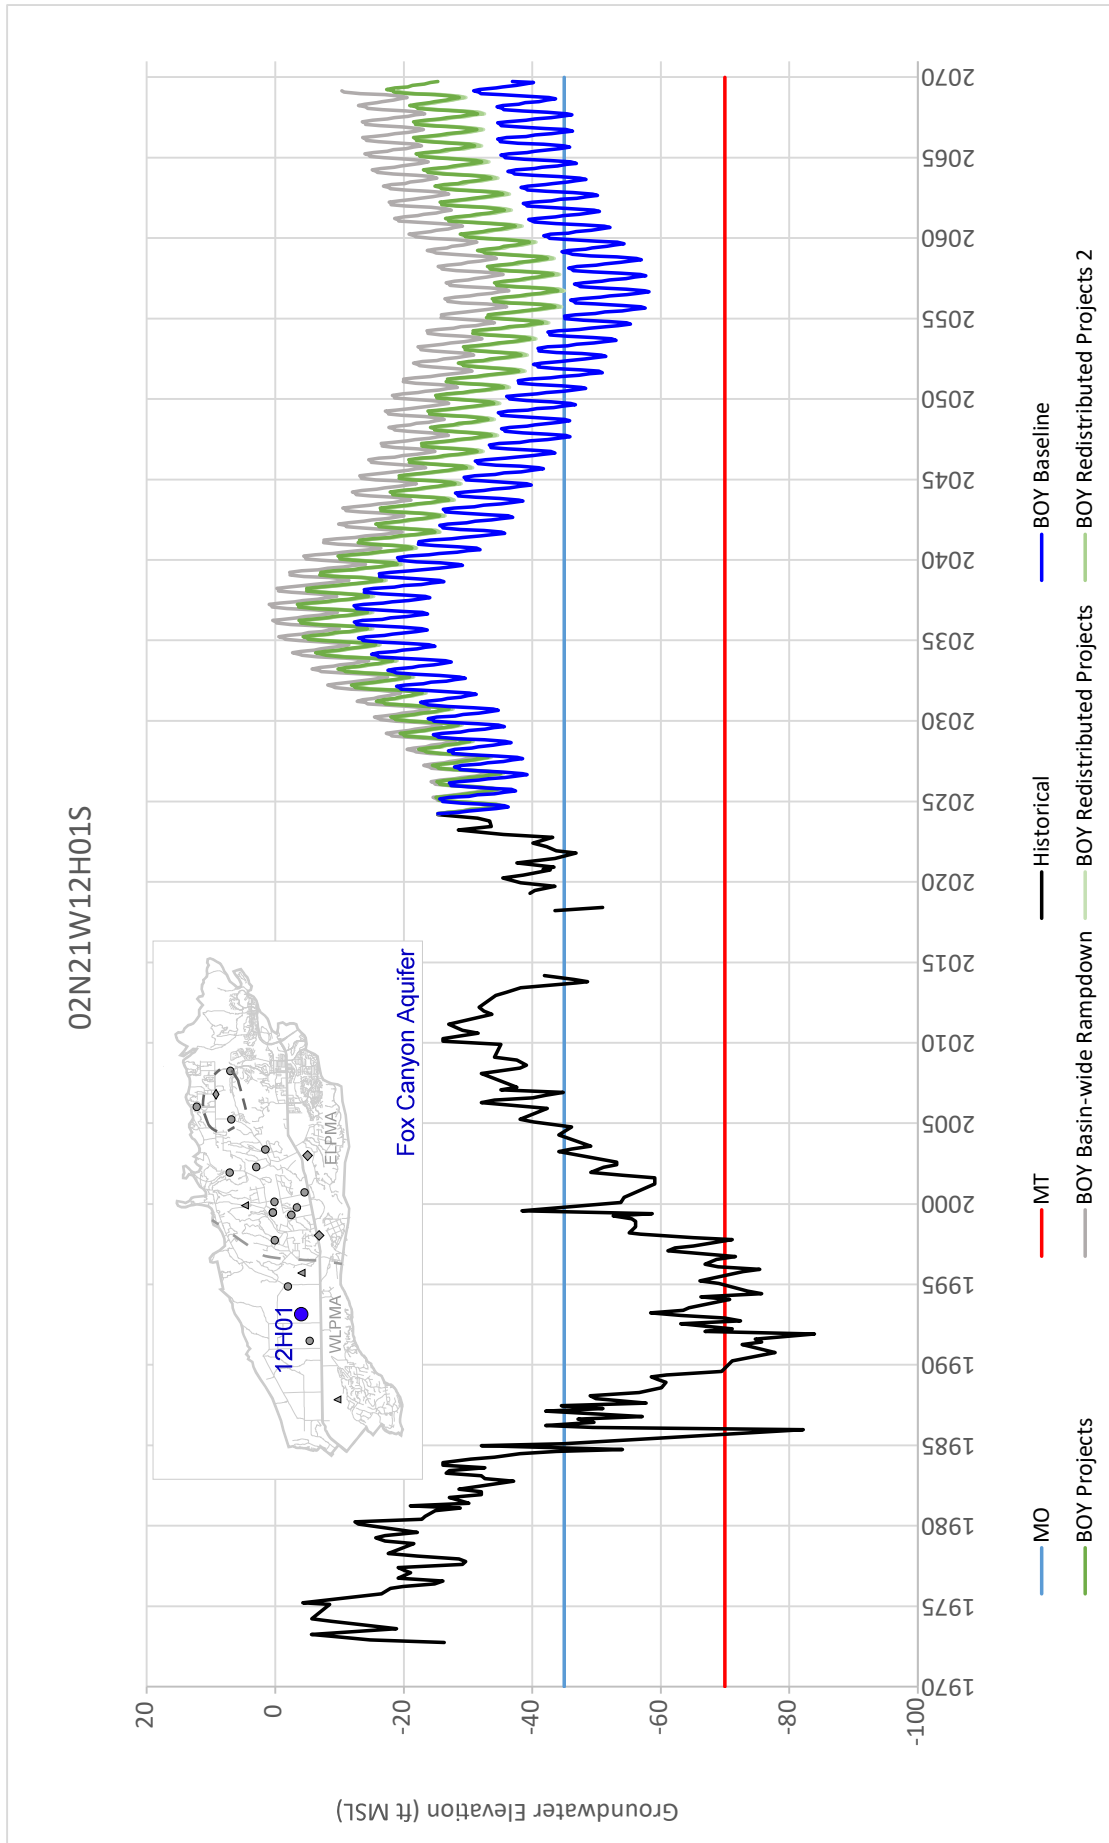 02N21W12H01S
Groundwater Elevation (ft MSL)
20
0
-20
-40
-60
-80
-100
1970
1975
1980
1985
1990
1995
2000
2005
2010
2015
2020
2025
2030
2035
2040
2045
2050
2055
2060
2065
2070
12H01
WLPMA
ELPMA
Fox Canyon Aquifer
MO
MT
Historical
BOY Baseline
BOY Projects
BOY Basin-wide Rampdown
BOY Redistributed Projects
BOY Redistributed Projects 2